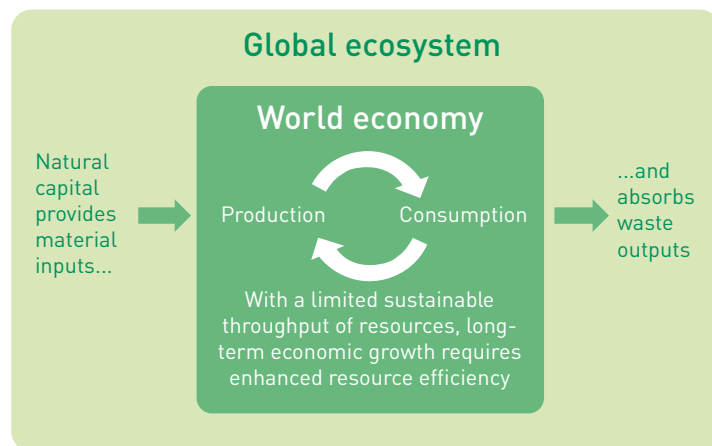 Global ecosystem
World economy
Natural
capital
provides
material
inputs...
Production
Consumption
...and
absorbs
waste
outputs
With a limited sustainable
throughput of resources, long-
term economic growth requires
enhanced resource efficiency